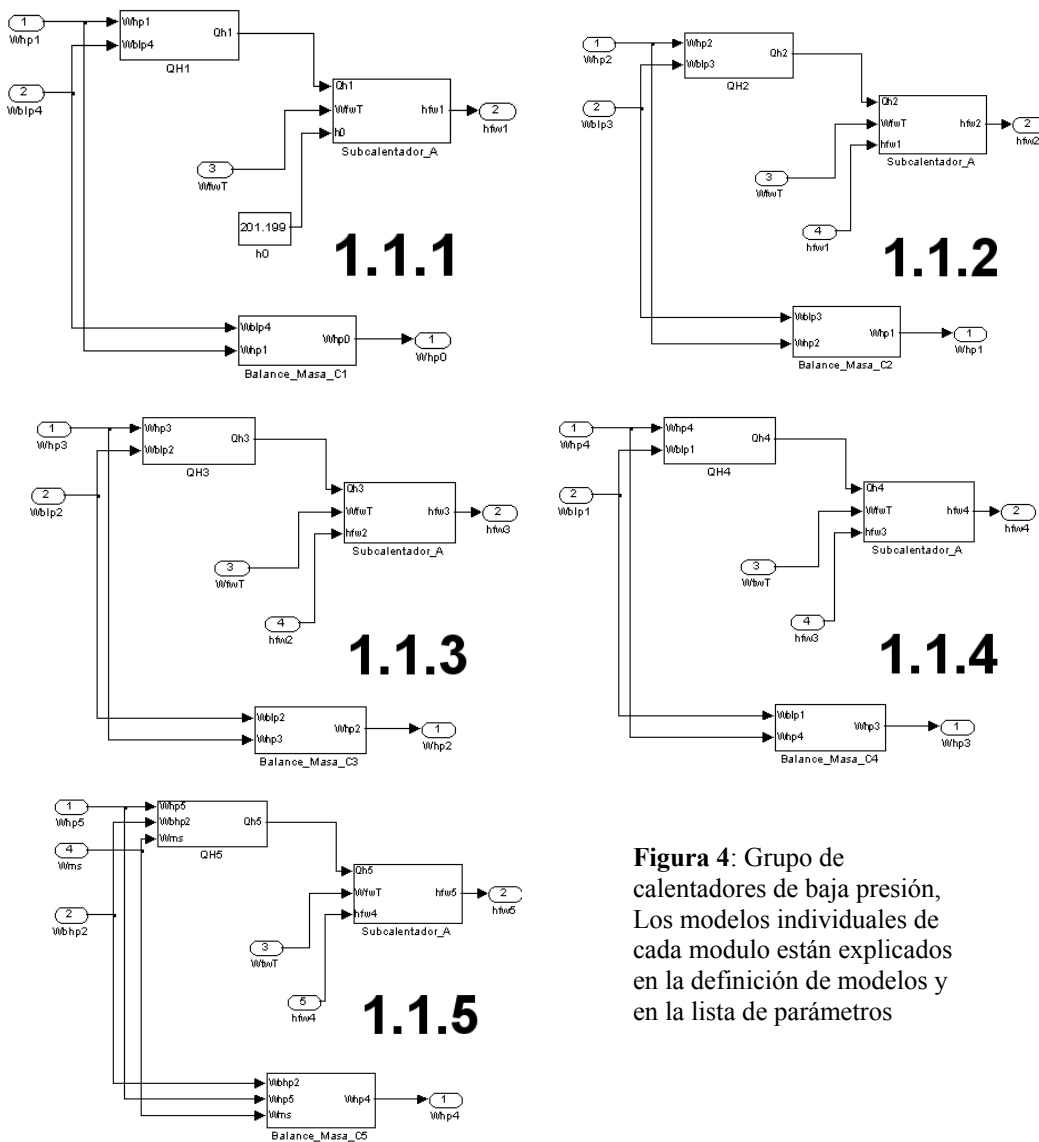 1
Whp1
2
Wblp4
Whp1
Wblp4
Qh1
QH1
Qh1
WfwT
h0
hfw1
Subcalentador_A
2
hfw1
3
WfwT
201.199
h0
1.1.1
Wblp4
Whp1
Whp0
Balance_Masa_C1
1
Whp0
1
Whp2
2
Wblp3
Whp2
Wblp3
Qh2
QH2
Qh2
WfwT
hfw1
hfw2
Subcalentador_A
2
hfw2
3
WfwT
4
hfw1
1.1.2
Wblp3
Whp2
Whp1
Balance_Masa_C2
1
Whp1
1
Whp3
2
Wblp2
Whp3
Wblp2
Qh3
QH3
Qh3
WfwT
hfw2
hfw3
Subcalentador_A
2
hfw3
3
WfwT
4
hfw2
1.1.3
Wblp2
Whp3
Whp2
Balance_Masa_C3
1
Whp2
1
Whp4
2
Wblp1
Whp4
Wblp1
Qh4
QH4
Qh4
WfwT
hfw3
hfw4
Subcalentador_A
2
hfw4
3
WfwT
4
hfw3
1.1.4
Wblp1
Whp4
Whp3
Balance_Masa_C4
1
Whp3
1
Whp5
4
Wms
2
Wbhp2
Whp5
Wbhp2
Wms
Qh5
QH5
Qh5
WfwT
hfw4
hfw5
Subcalentador_A
2
hfw5
3
WfwT
5
hfw4
1.1.5
Wbhp2
Whp5
Wms
Whp4
Balance_Masa_C5
1
Whp4
Figura 4: Grupo de
calentadores de baja presión,
Los modelos individuales de
cada modulo están explicados
en la definición de modelos y
en la lista de parámetros